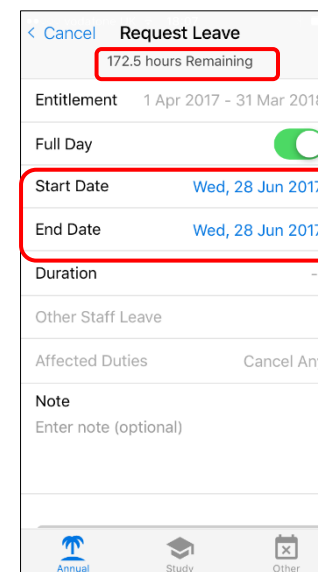 < Cancel Request Leave
172.5 hours Remaining
Entitlement 1 Apr 2017 - 31 Mar 2018
Full Day
Start Date Wed, 28 Jun 2017
End Date Wed, 28 Jun 2017
Duration -
Other Staff Leave
Affected Duties Cancel An
Note
Enter note (optional)
Annual Study Other